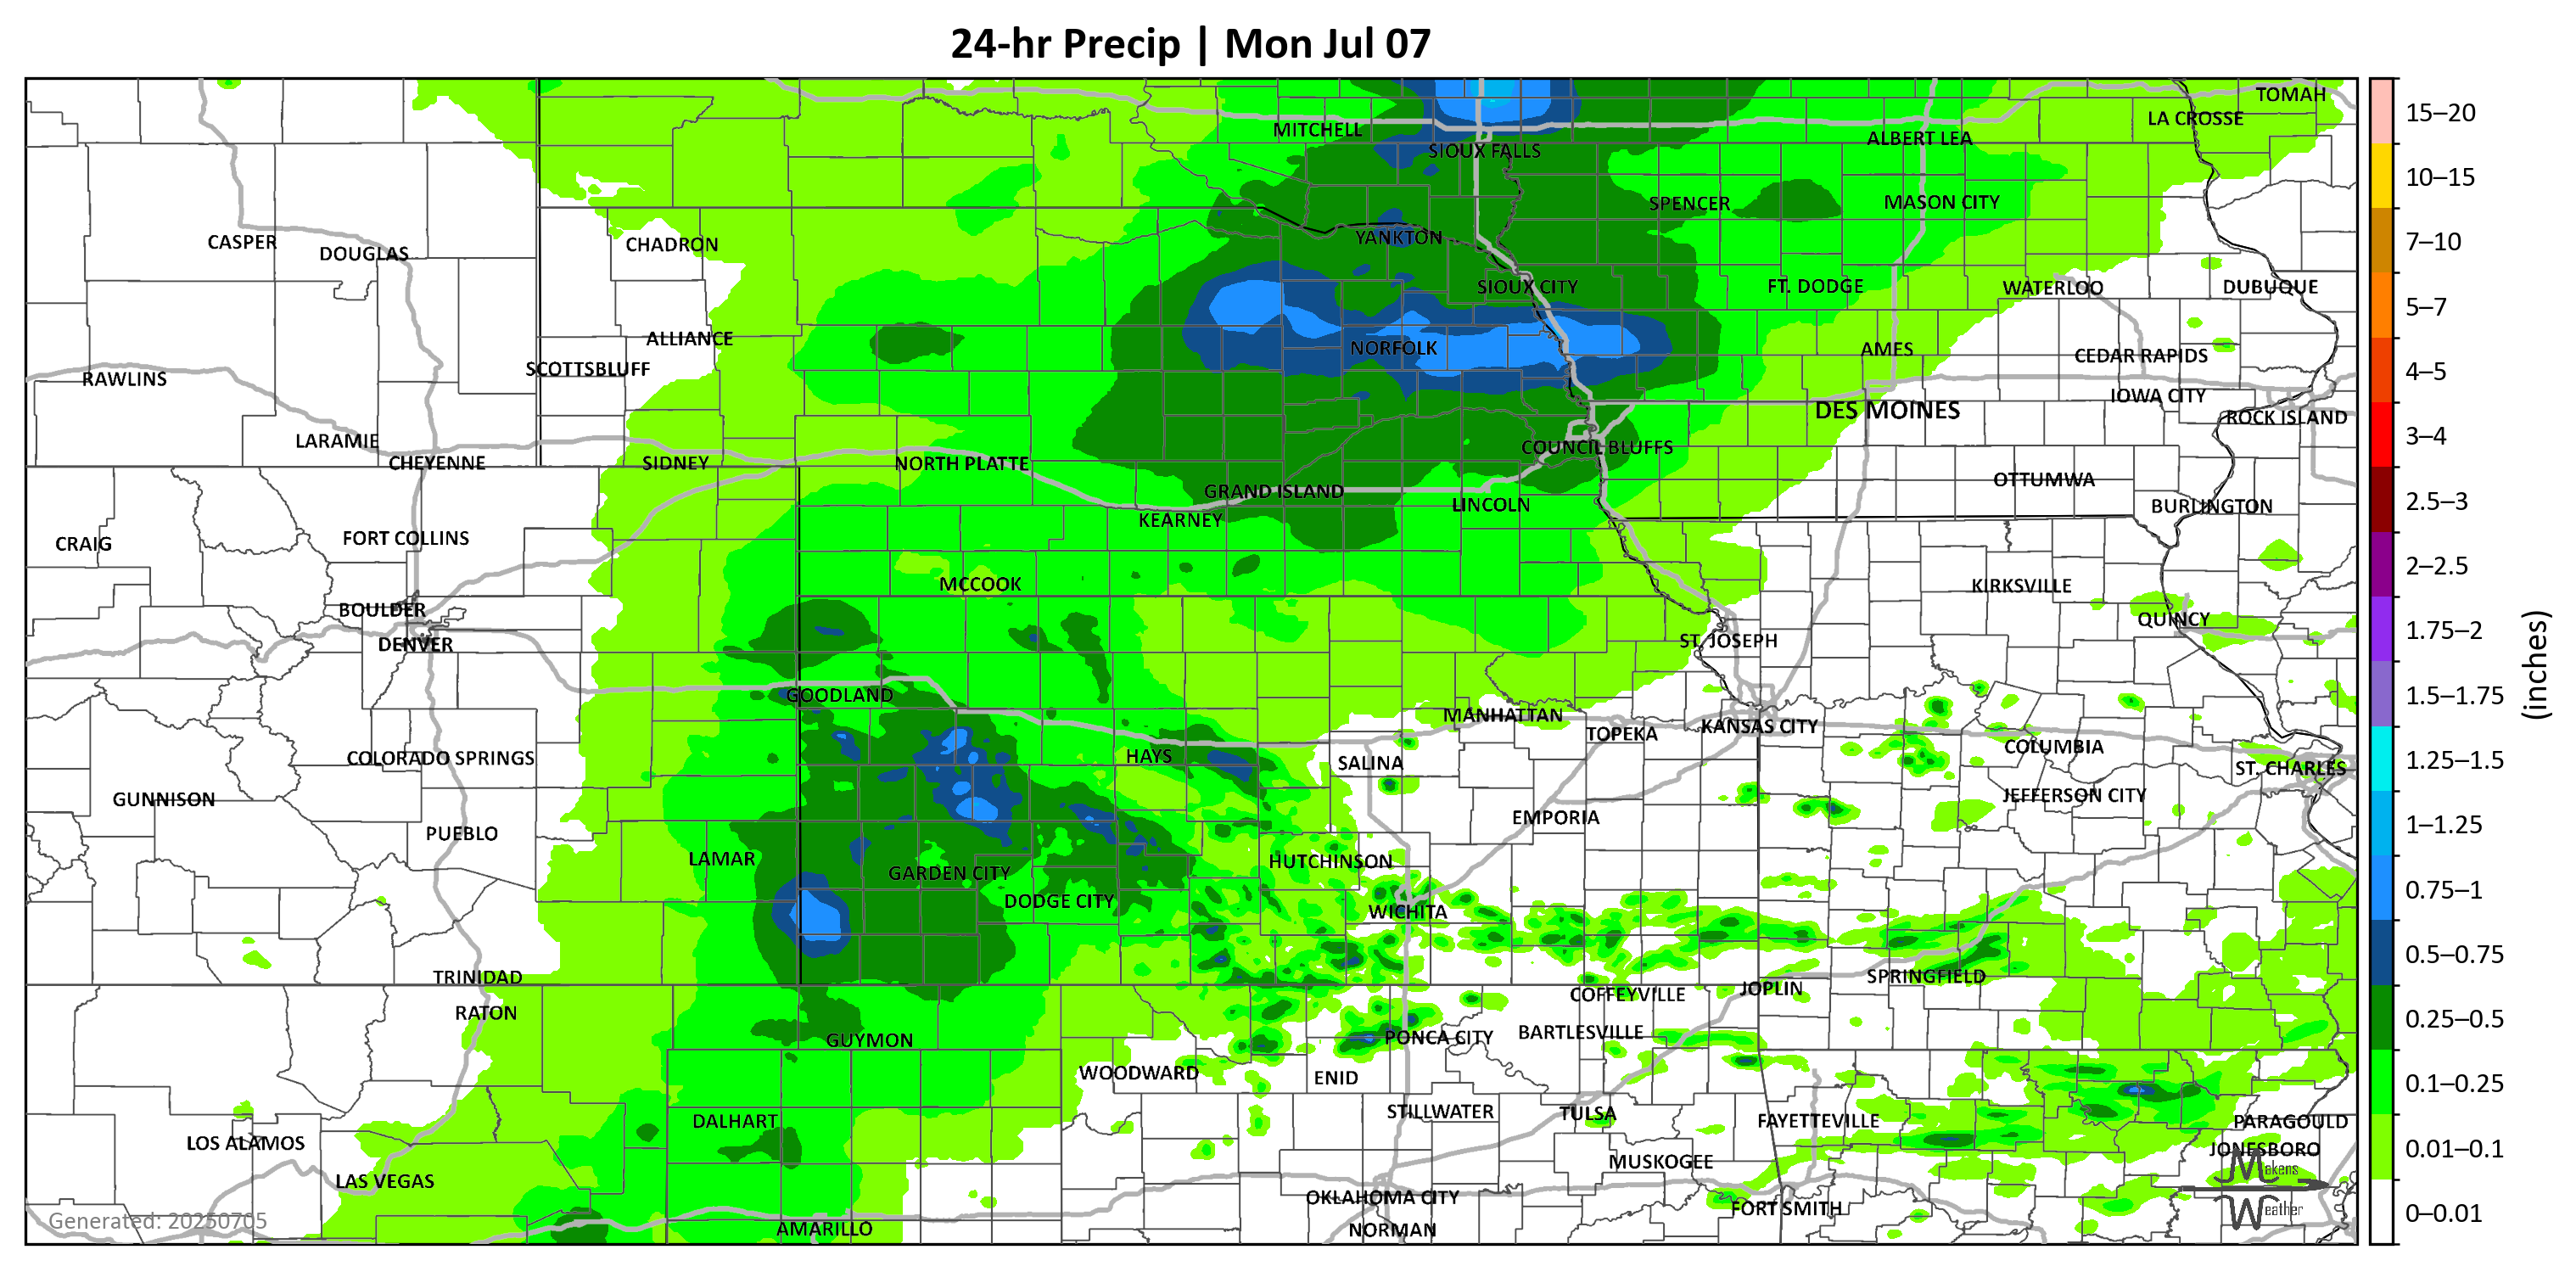 24-hr Precip | Mon Jul 07
TOMAH
LA CROSSE
15–20
MITCHELL
ALBERT LEA
SIOUX FALLS
10–15
SPENCER
MASON CITY
CASPER
DOUGLAS
CHADRON
YANKTON
7–10
SIOUX CITY
FT. DODGE
WATERLOO
DUBUQUE
5–7
ALLIANCE
NORFOLK
AMES
CEDAR RAPIDS
SCOTTSBLUFF
RAWLINS
4–5
IOWA CITY
DES MOINES
ROCK ISLAND
LARAMIE
COUNCIL BLUFFS
3–4
CHEYENNE
SIDNEY
NORTH PLATTE
GRAND ISLAND
OTTUMWA
LINCOLN
BURLINGTON
2.5–3
KEARNEY
CRAIG
FORT COLLINS
MCCOOK
KIRKSVILLE
2–2.5
BOULDER
QUINCY
DENVER
ST. JOSEPH
1.75–2
(inches)
GOODLAND
1.5–1.75
MANHATTAN
TOPEKA
KANSAS CITY
COLORADO SPRINGS
HAYS
SALINA
COLUMBIA
ST. CHARLES
1.25–1.5
GUNNISON
JEFFERSON CITY
PUEBLO
EMPORIA
1–1.25
LAMAR
HUTCHINSON
GARDEN CITY
DODGE CITY
WICHITA
0.75–1
TRINIDAD
SPRINGFIELD
0.5–0.75
RATON
COFFEYVILLE
JOPLIN
GUYMON
PONCA CITY
BARTLESVILLE
0.25–0.5
WOODWARD
ENID
0.1–0.25
DALHART
STILLWATER
TULSA
FAYETTEVILLE
PARAGOULD
LOS ALAMOS
JONESBORO
0.01–0.1
LAS VEGAS
MUSKOGEE
Makens
OKLAHOMA CITY
FORT SMITH
Weather
Generated: 20250705
AMARILLO
NORMAN
0–0.01